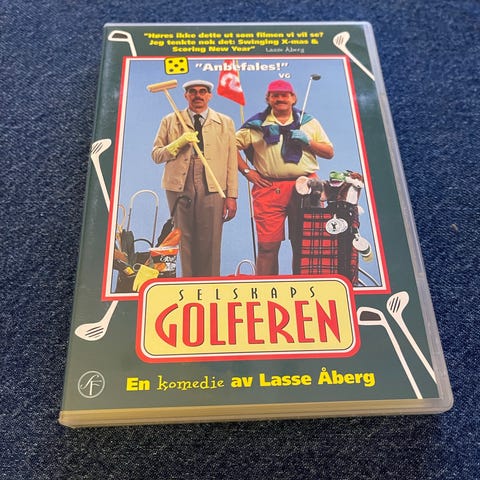 "Høres ikke dette ut som filmen vi vil se?
Jeg tenkte nok det: Swinging X-mas &
Scoring New Year" Lasse Åberg
"Anbefales!"
VG
SELSKAPS
GOLFEREN
En komedie av Lasse Åberg
SF